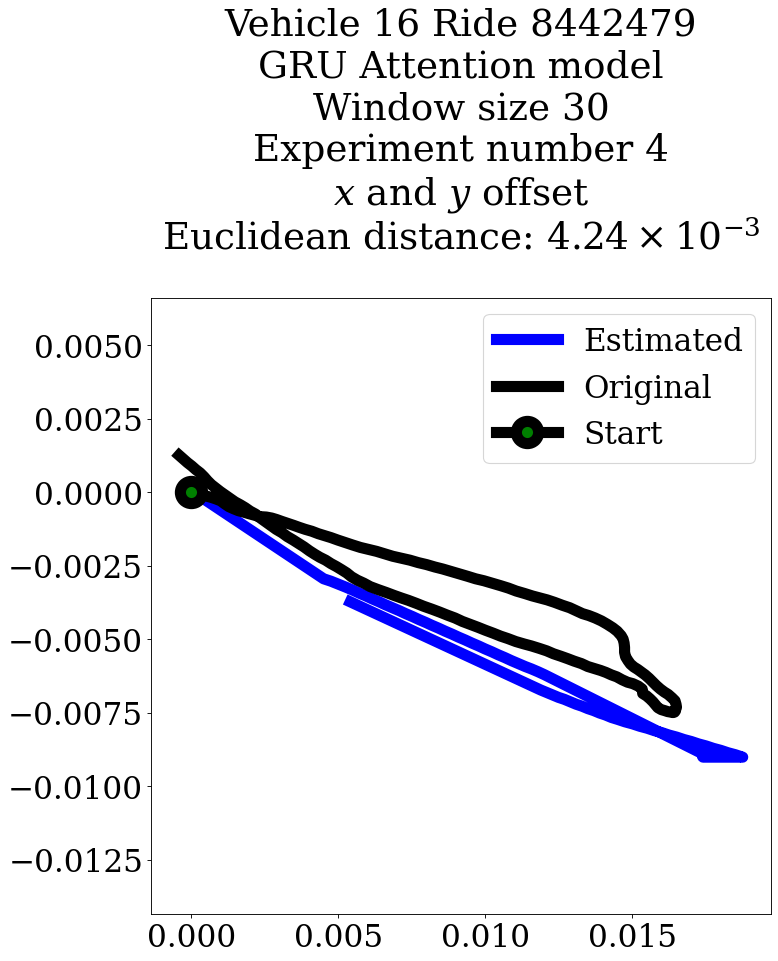 Vehicle 16 Ride 8442479
GRU Attention model
Window size 30
Experiment number 4
x and y offset
Euclidean distance: 4.24 × 10⁻³
Estimated
Original
Start
0.0050
0.0025
0.0000
−0.0025
−0.0050
−0.0075
−0.0100
−0.0125
0.000 0.005 0.010 0.015